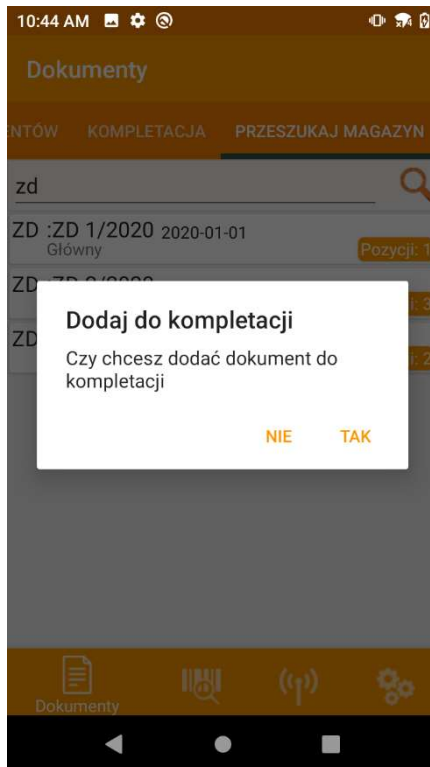 10:44 AM
Dokumenty
ENTÓW KOMPLETACJA PRZESZUKAJ MAGAZYN
zd
ZD :ZD 1/2020 2020-01-01
Główny
Pozycji: 1
ZD
Dodaj do kompletacji
ZD
Czy chcesz dodać dokument do
kompletacji
NIE TAK
Dokumenty